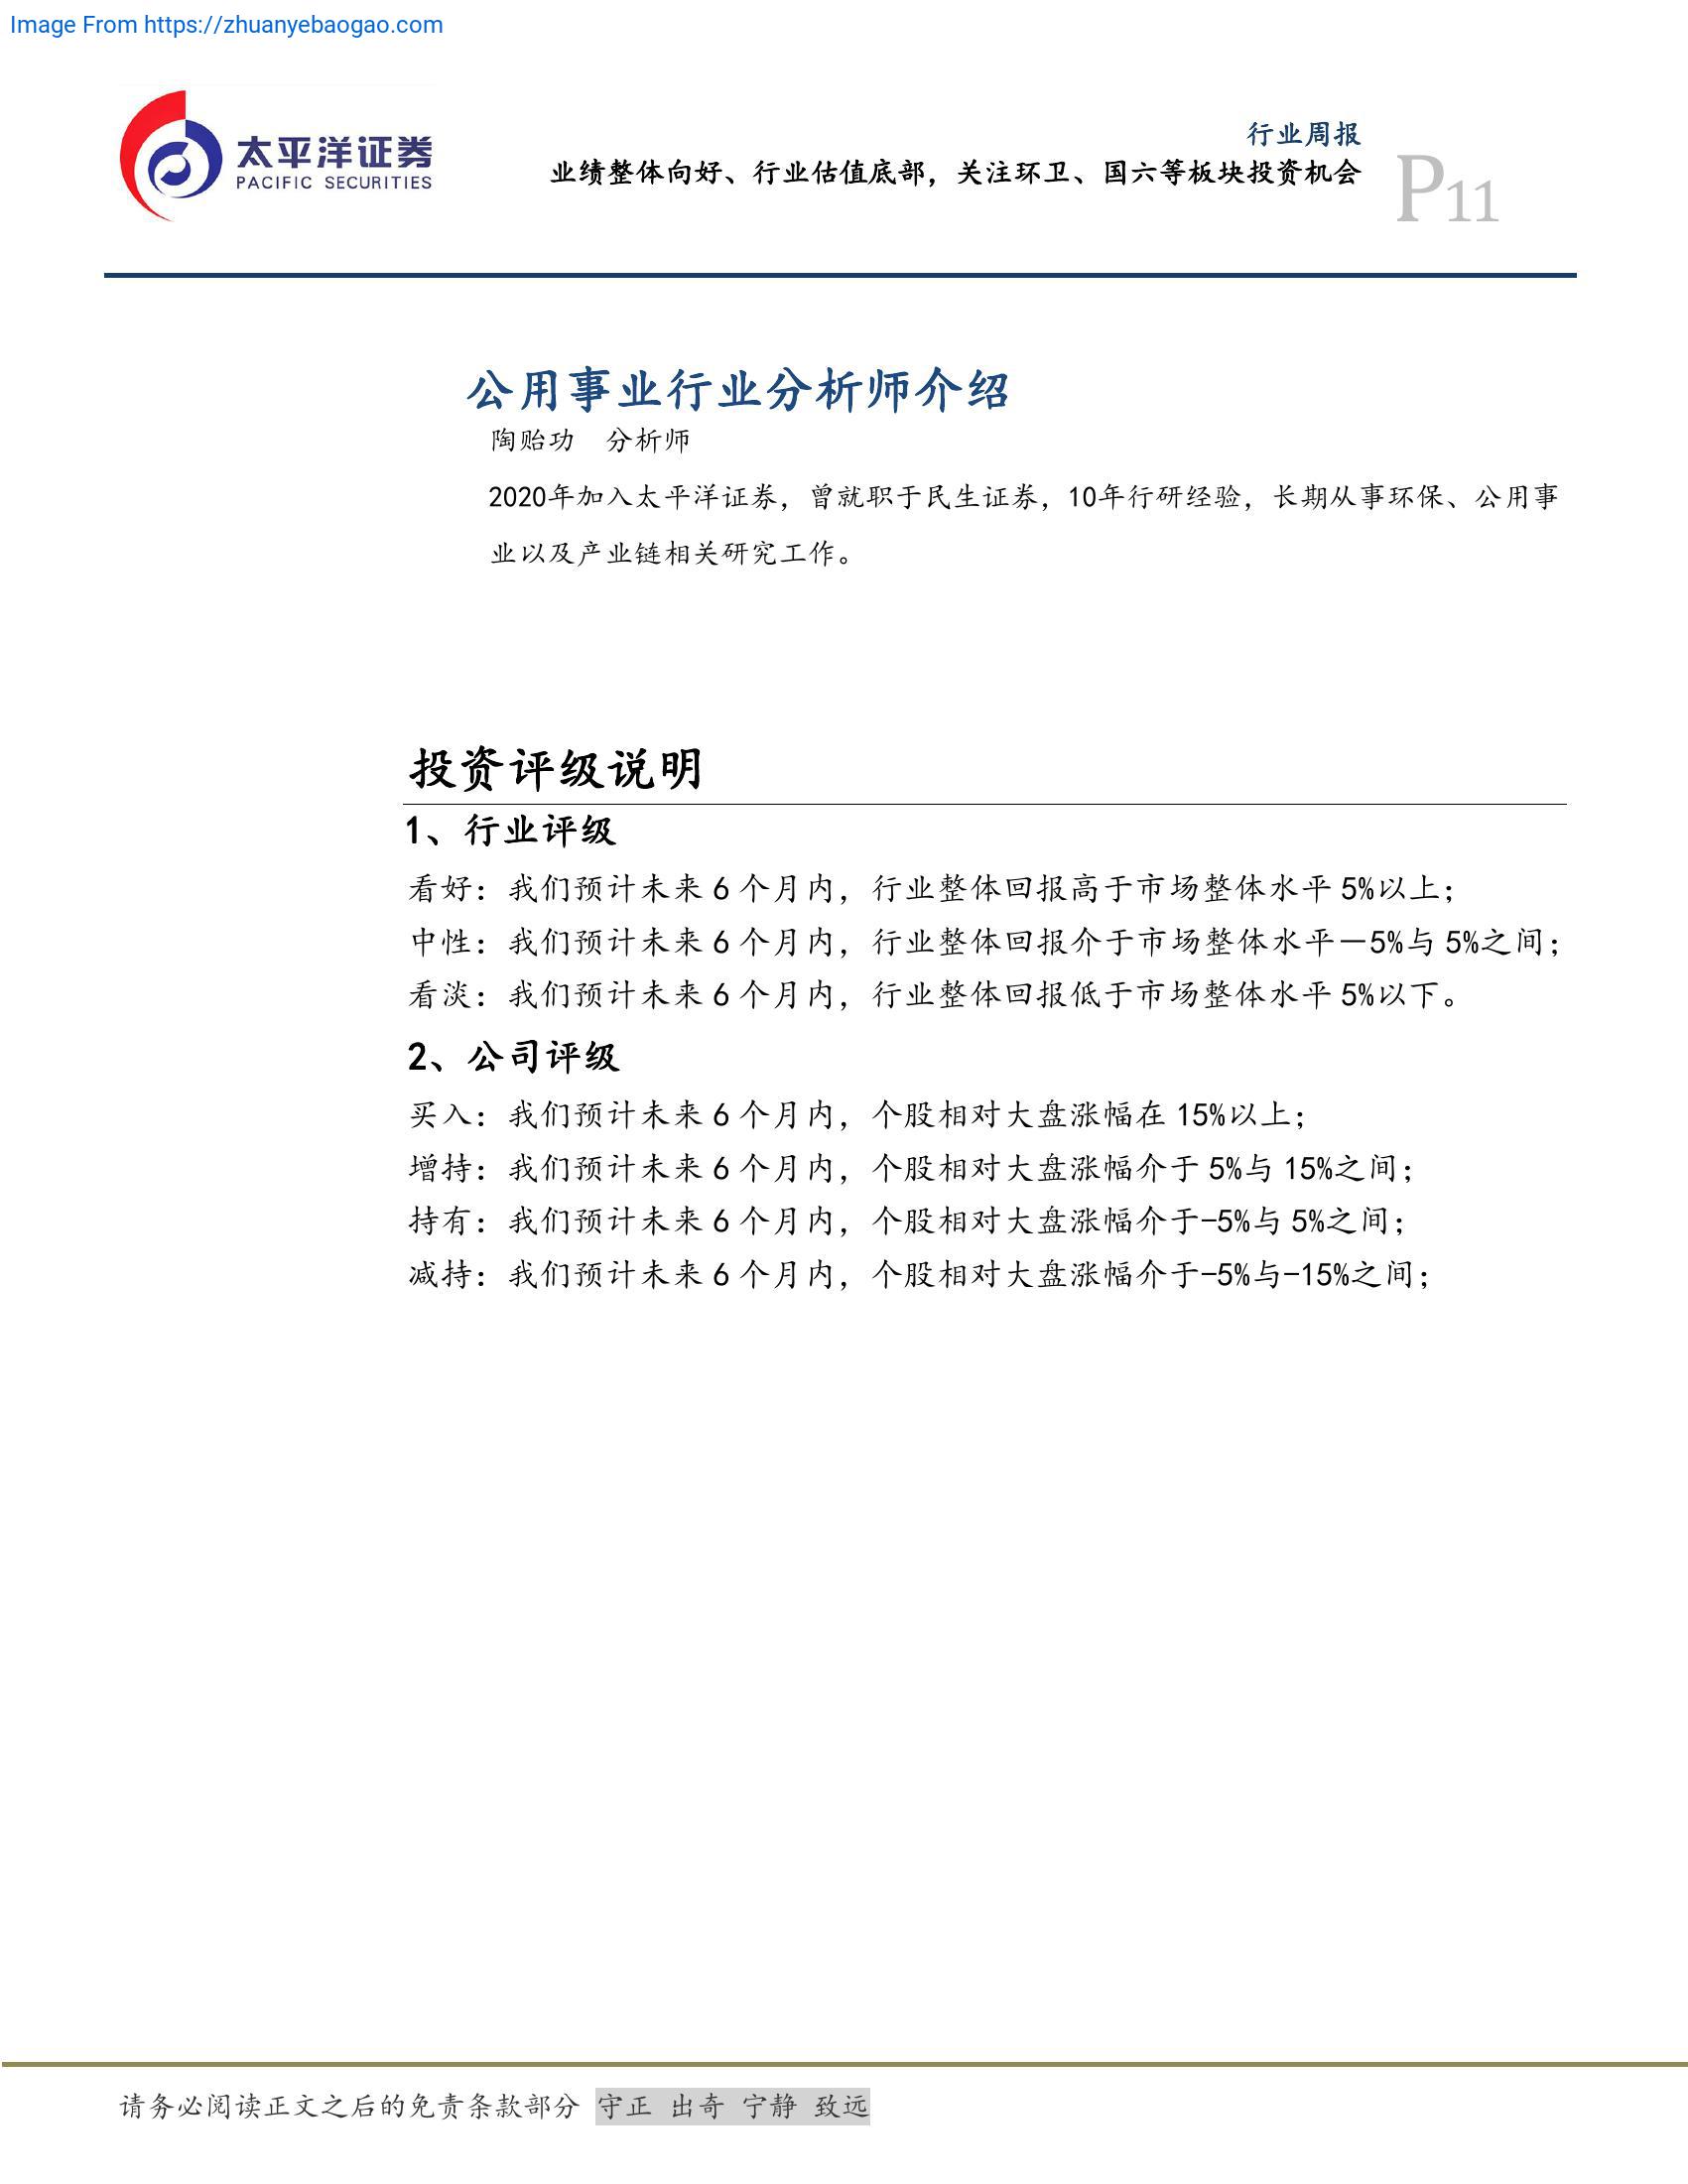 Image From https://zhuanyebaogao.com
太平洋证券
PACIFIC SECURITIES
行业周报
业绩整体向好、行业估值底部，关注环卫、国六等板块投资机会
P11
公用事业行业分析师介绍
陶贻功 分析师
2020年加入太平洋证券，曾就职于民生证券，10年行研经验，长期从事环保、公用事
业以及产业链相关研究工作。
投资评级说明
1、行业评级
看好：我们预计未来 6 个月内，行业整体回报高于市场整体水平 5%以上；
中性：我们预计未来 6 个月内，行业整体回报介于市场整体水平－5%与 5%之间；
看淡：我们预计未来 6 个月内，行业整体回报低于市场整体水平 5%以下。
2、公司评级
买入：我们预计未来 6 个月内，个股相对大盘涨幅在 15%以上；
增持：我们预计未来 6 个月内，个股相对大盘涨幅介于 5%与 15%之间；
持有：我们预计未来 6 个月内，个股相对大盘涨幅介于-5%与 5%之间；
减持：我们预计未来 6 个月内，个股相对大盘涨幅介于-5%与-15%之间；
请务必阅读正文之后的免责条款部分 守正 出奇 宁静 致远